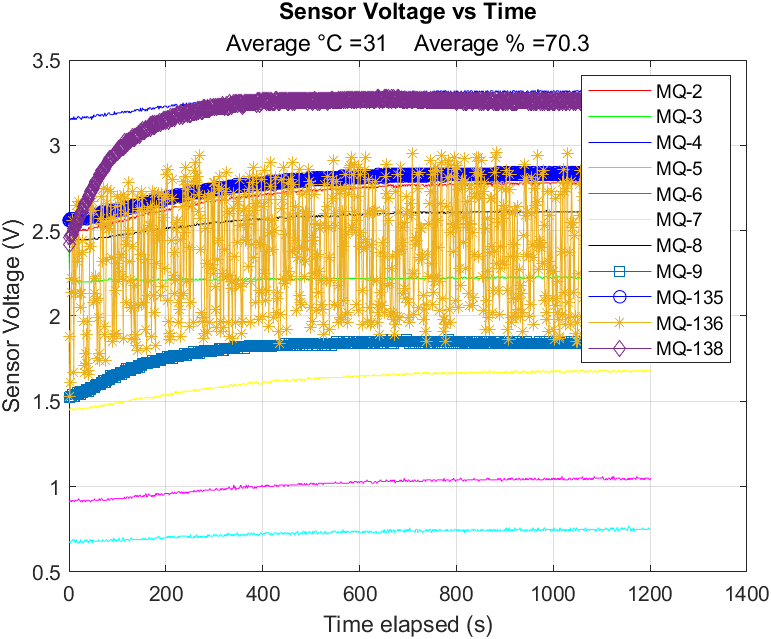 Sensor Voltage vs Time
Average °C =31 Average % =70.3
Sensor Voltage (V)
3.5
3
2.5
2
1.5
1
0.5
0 200 400 600 800 1000 1200 1400
Time elapsed (s)
MQ-2
MQ-3
MQ-4
MQ-5
MQ-6
MQ-7
MQ-8
MQ-9
MQ-135
MQ-136
MQ-138